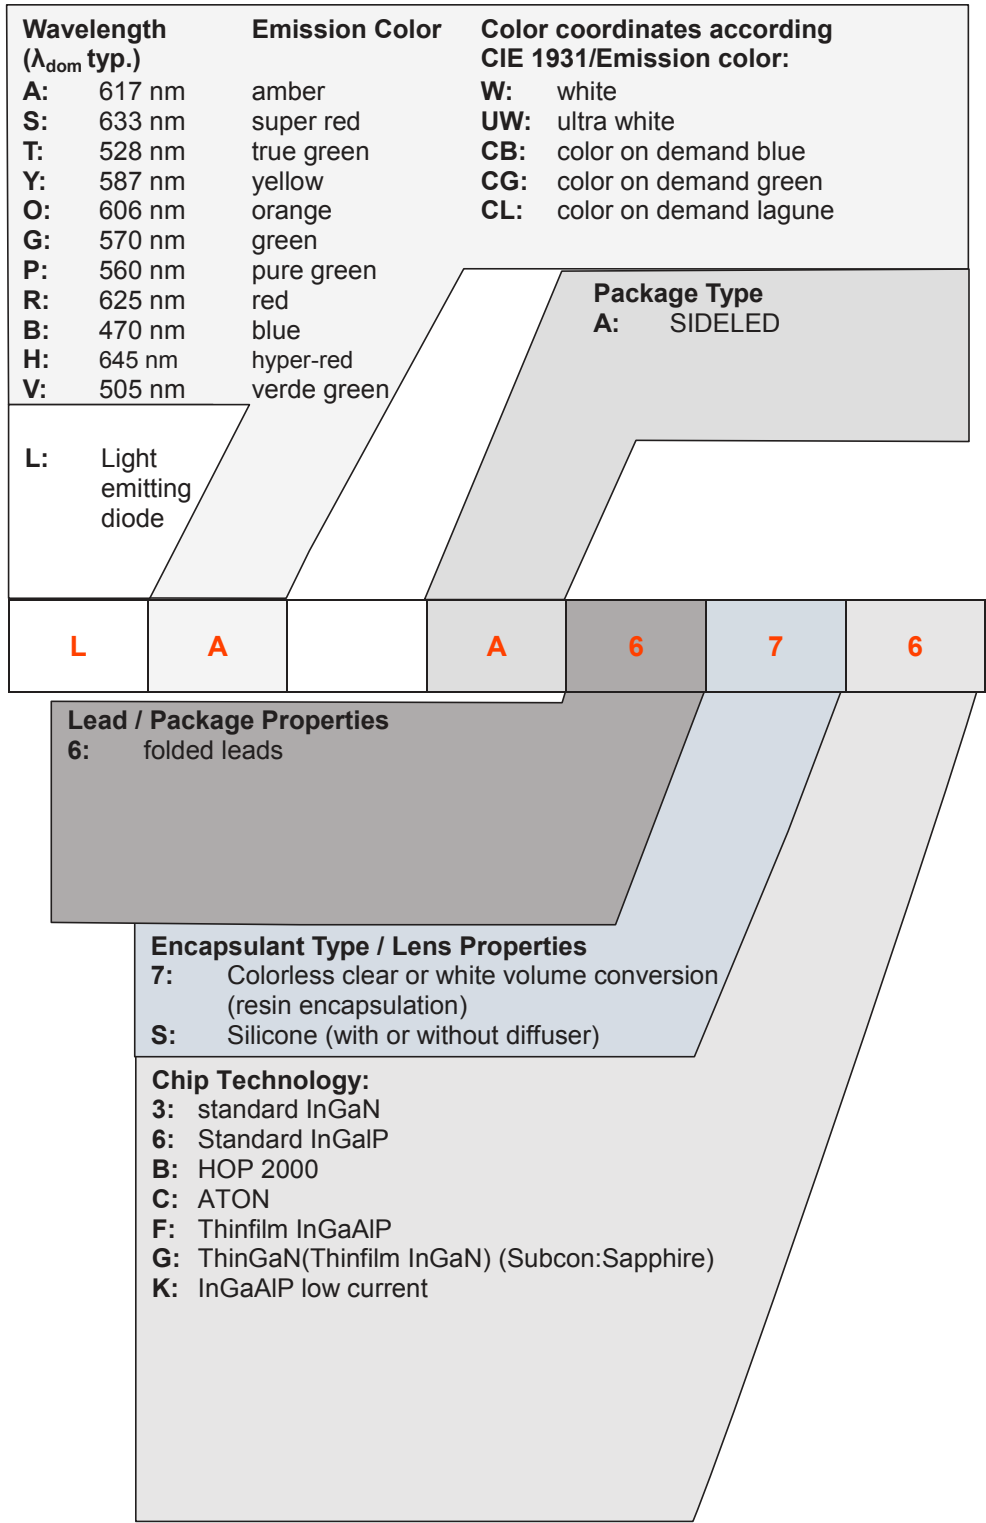 Wavelength Emission Color Color coordinates according
(λdom typ.) CIE 1931/Emission color:
A: 617 nm amber W: white
S: 633 nm super red UW: ultra white
T: 528 nm true green CB: color on demand blue
Y: 587 nm yellow CG: color on demand green
O: 606 nm orange CL: color on demand lagune
G: 570 nm green
P: 560 nm pure green
R: 625 nm red
B: 470 nm blue
H: 645 nm hyper-red
V: 505 nm verde green
Package Type
A: SIDELED
L: Light
emitting
diode
L A A 6 7 6
Lead / Package Properties
6: folded leads
Encapsulant Type / Lens Properties
7: Colorless clear or white volume conversion
(resin encapsulation)
S: Silicone (with or without diffuser)
Chip Technology:
3: standard InGaN
6: Standard InGalP
B: HOP 2000
C: ATON
F: Thinfilm InGaAlP
G: ThinGaN(Thinfilm InGaN) (Subcon:Sapphire)
K: InGaAlP low current